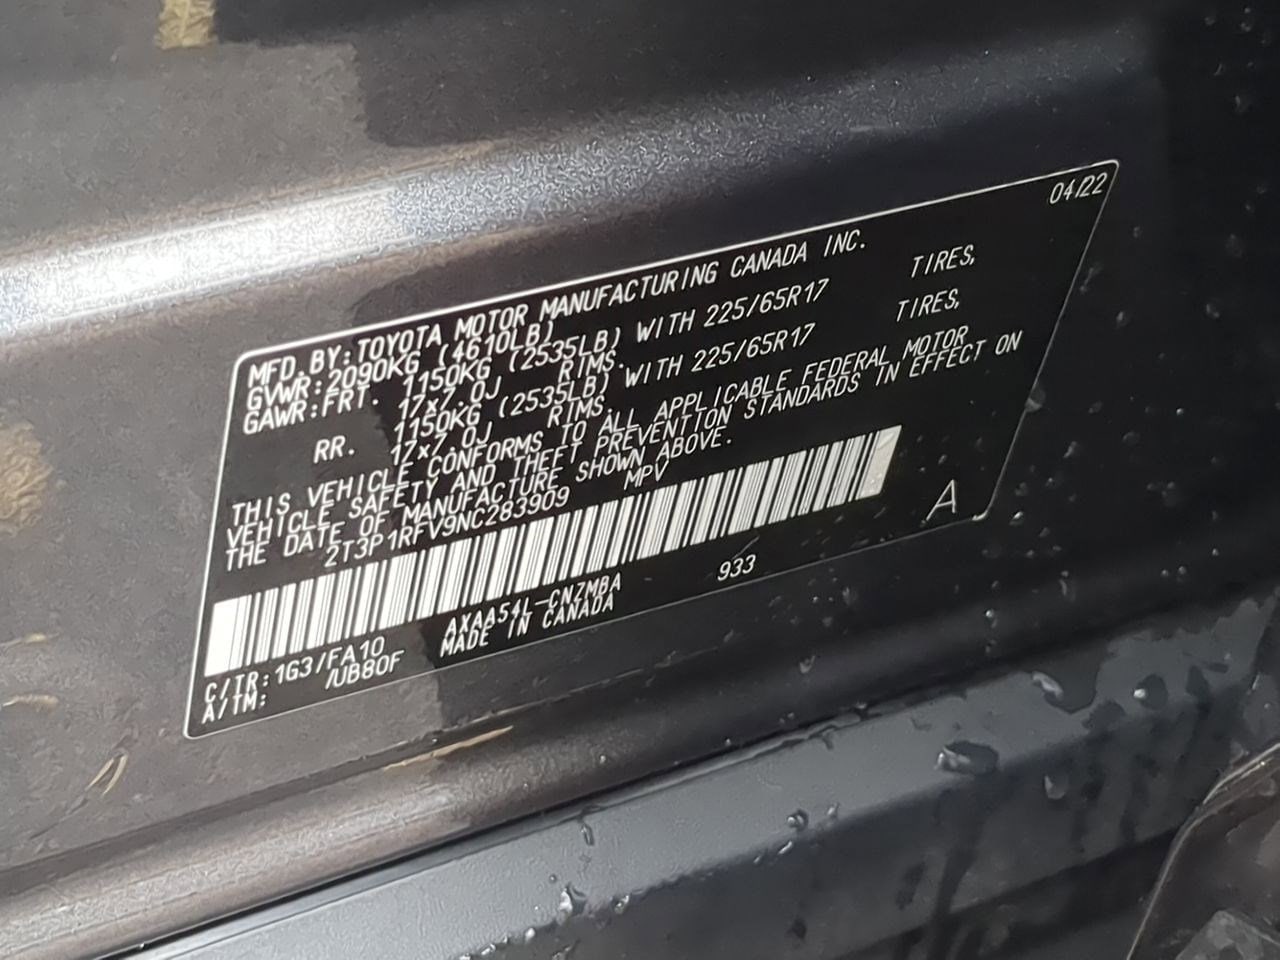 04/22
MFD. BY: TOYOTA MOTOR MANUFACTURING CANADA INC.
GVWR: 2090KG (4610LB)
GAWR: FRT. 1150KG (2535LB) WITH 225/65R17 TIRES,
17x7.0J RIMS.
RR. 1150KG (2535LB) WITH 225/65R17 TIRES,
17x7.0J RIMS.
THIS VEHICLE CONFORMS TO ALL APPLICABLE FEDERAL MOTOR
VEHICLE SAFETY AND THEFT PREVENTION STANDARDS IN EFFECT ON
THE DATE OF MANUFACTURE SHOWN ABOVE.
2T3P1RFV9NC283909 MPV
A
C/TR: 1G3/FA10 AXAA54L-CNZMBA 933
A/TM: /UB80F MADE IN CANADA